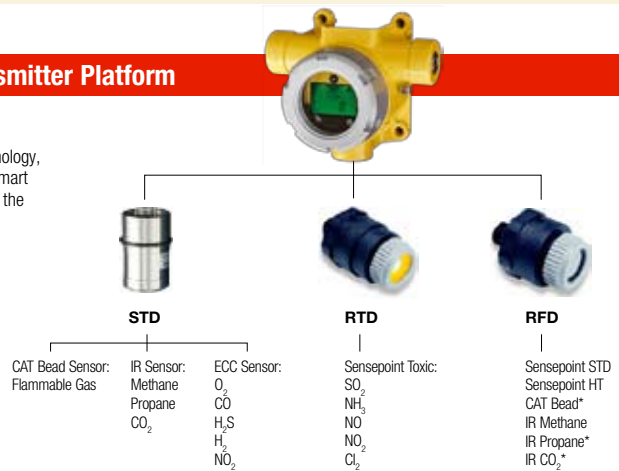 smitter Platform
nology,
mart
the
STD
RTD
RFD
CAT Bead Sensor:
Flammable Gas
IR Sensor:
Methane
Propane
CO₂
ECC Sensor:
O₂
CO
H₂S
H₂
NO₂
Sensepoint Toxic:
SO₂
NH₃
NO
NO₂
Cl₂
Sensepoint STD
Sensepoint HT
CAT Bead*
IR Methane
IR Propane*
IR CO₂*